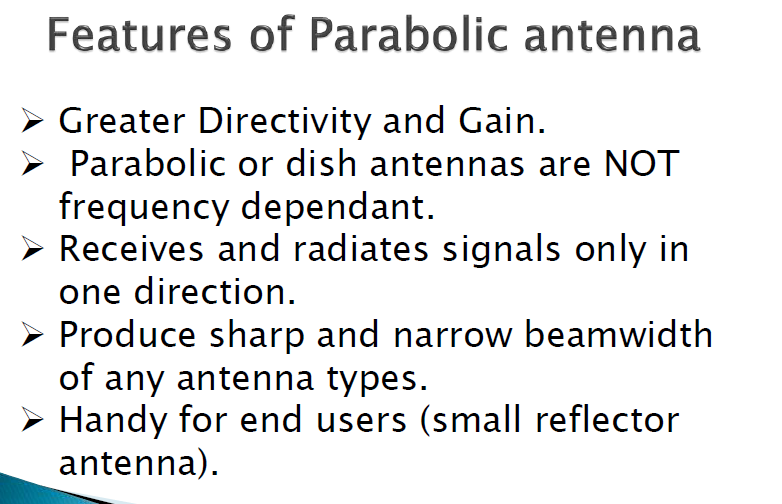 Features of Parabolic antenna
➢ Greater Directivity and Gain.
➢ Parabolic or dish antennas are NOT
frequency dependant.
➢ Receives and radiates signals only in
one direction.
➢ Produce sharp and narrow beamwidth
of any antenna types.
➢ Handy for end users (small reflector
antenna).